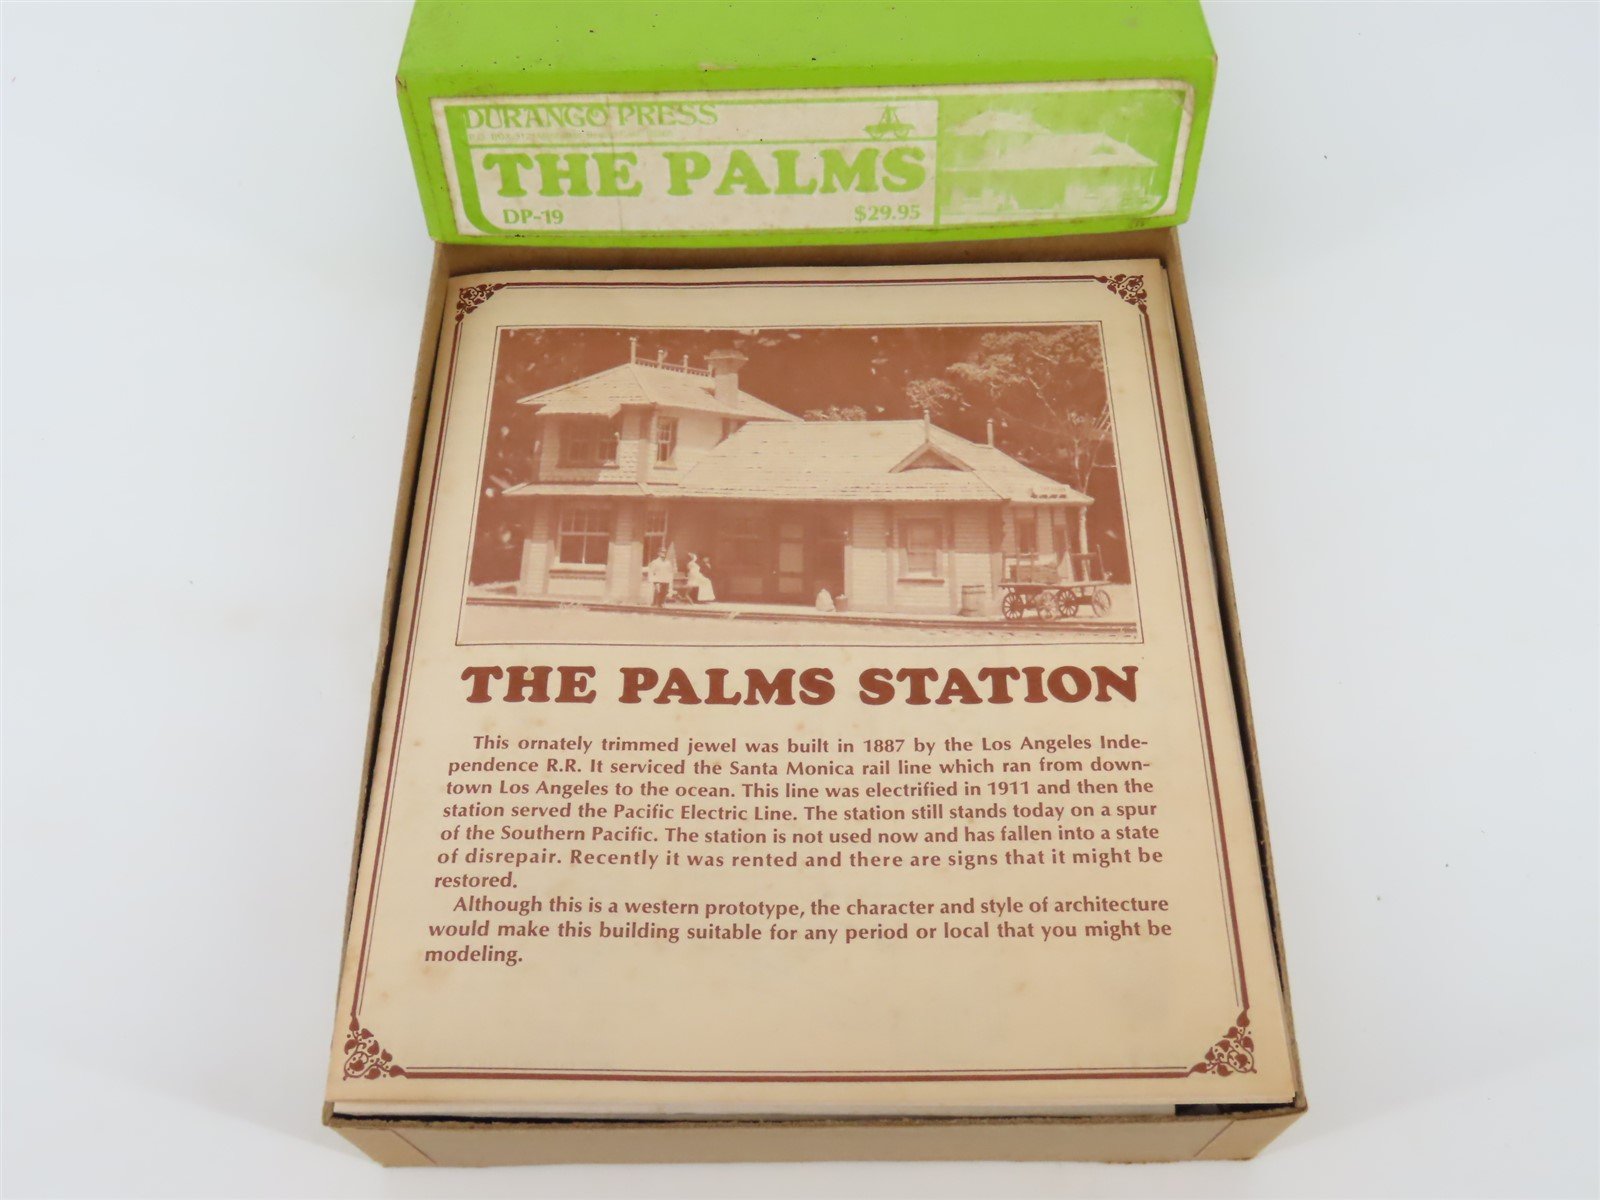 DURANGO PRESS
THE PALMS
DP-19 $29.95
THE PALMS STATION
This ornately trimmed jewel was built in 1887 by the Los Angeles Inde-
pendence R.R. It serviced the Santa Monica rail line which ran from down-
town Los Angeles to the ocean. This line was electrified in 1911 and then the
station served the Pacific Electric Line. The station still stands today on a spur
of the Southern Pacific. The station is not used now and has fallen into a state
of disrepair. Recently it was rented and there are signs that it might be
restored.
Although this is a western prototype, the character and style of architecture
would make this building suitable for any period or local that you might be
modeling.